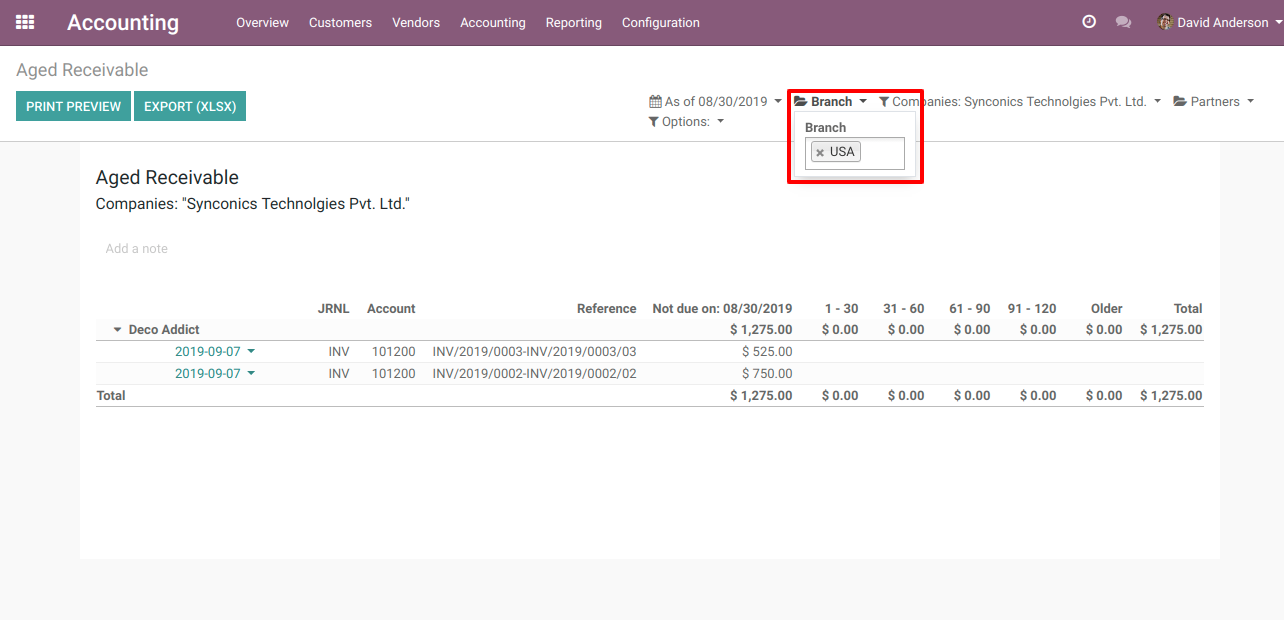 Accounting Overview Customers Vendors Accounting Reporting Configuration David Anderson
Aged Receivable
PRINT PREVIEW EXPORT (XLSX) As of 08/30/2019 Branch Companies: Synconics Technolgies Pvt. Ltd. Partners
Options:
Branch
USA
Aged Receivable
Companies: "Synconics Technolgies Pvt. Ltd."
Add a note
JRNL Account Reference Not due on: 08/30/2019 1 - 30 31 - 60 61 - 90 91 - 120 Older Total
Deco Addict $ 1,275.00 $ 0.00 $ 0.00 $ 0.00 $ 0.00 $ 0.00 $ 1,275.00
2019-09-07 INV 101200 INV/2019/0003-INV/2019/0003/03 $ 525.00
2019-09-07 INV 101200 INV/2019/0002-INV/2019/0002/02 $ 750.00
Total $ 1,275.00 $ 0.00 $ 0.00 $ 0.00 $ 0.00 $ 0.00 $ 1,275.00